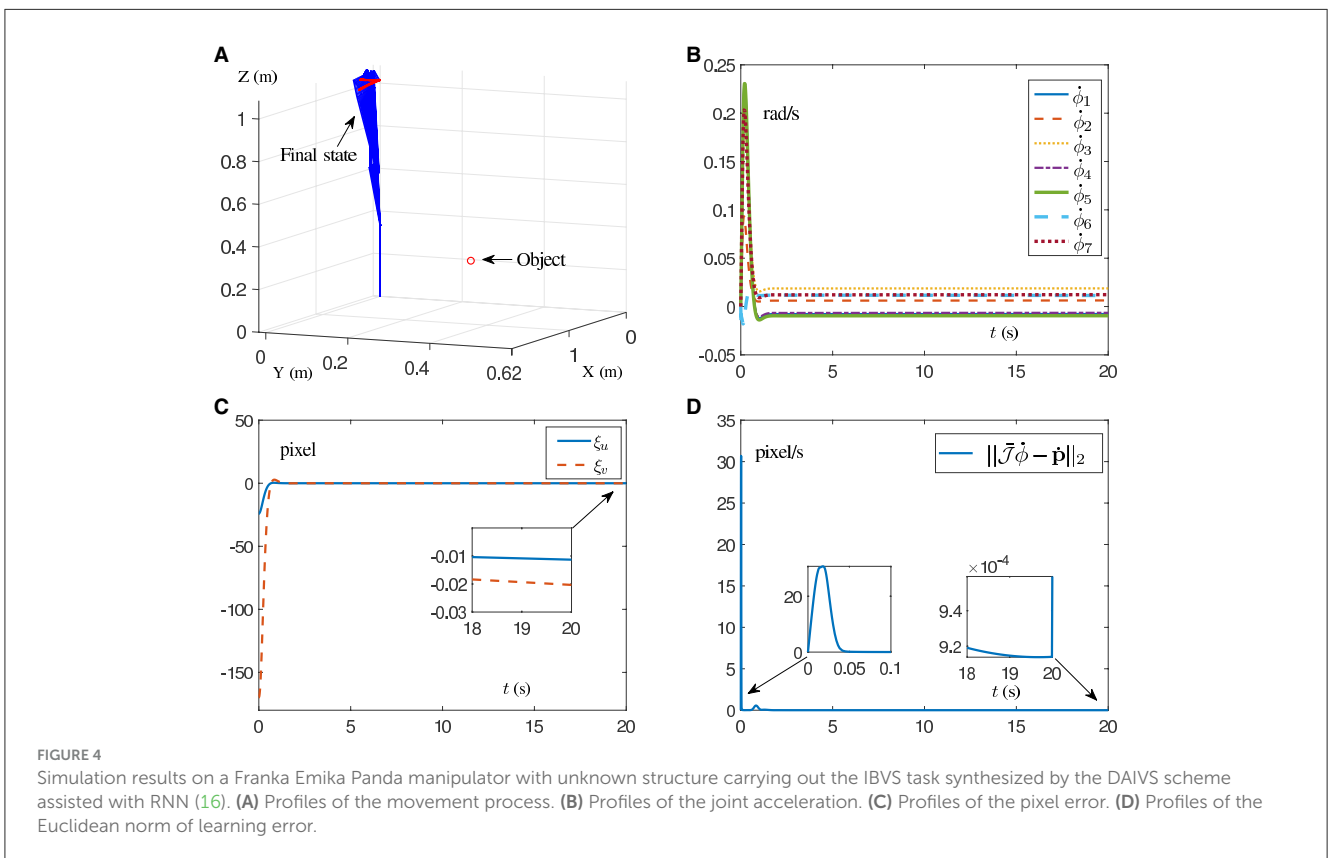 A
Z (m)
1
0.8
0.6
0.4
0.2
0
Final state
Object
0
0.2
0.4
0.62
Y (m)
0
1
X (m)
B
0.25
0.2
0.15
0.1
0.05
0
-0.05
rad/s
ϕ̇1
ϕ̇2
ϕ̇3
ϕ̇4
ϕ̇5
ϕ̇6
ϕ̇7
t (s)
0 5 10 15 20
C
50
0
-50
-100
-150
pixel
ξu
ξv
-0.01
-0.02
-0.03
18 19 20
t (s)
0 5 10 15 20
D
35
30
25
20
15
10
5
0
pixel/s
||J̄ϕ̇ − ṗ||2
20
0
0 0.05 0.1
× 10-4
9.4
9.2
18 19 20
t (s)
0 5 10 15 20
FIGURE 4
Simulation results on a Franka Emika Panda manipulator with unknown structure carrying out the IBVS task synthesized by the DAIVS scheme
assisted with RNN (16). (A) Profiles of the movement process. (B) Profiles of the joint acceleration. (C) Profiles of the pixel error. (D) Profiles of the
Euclidean norm of learning error.